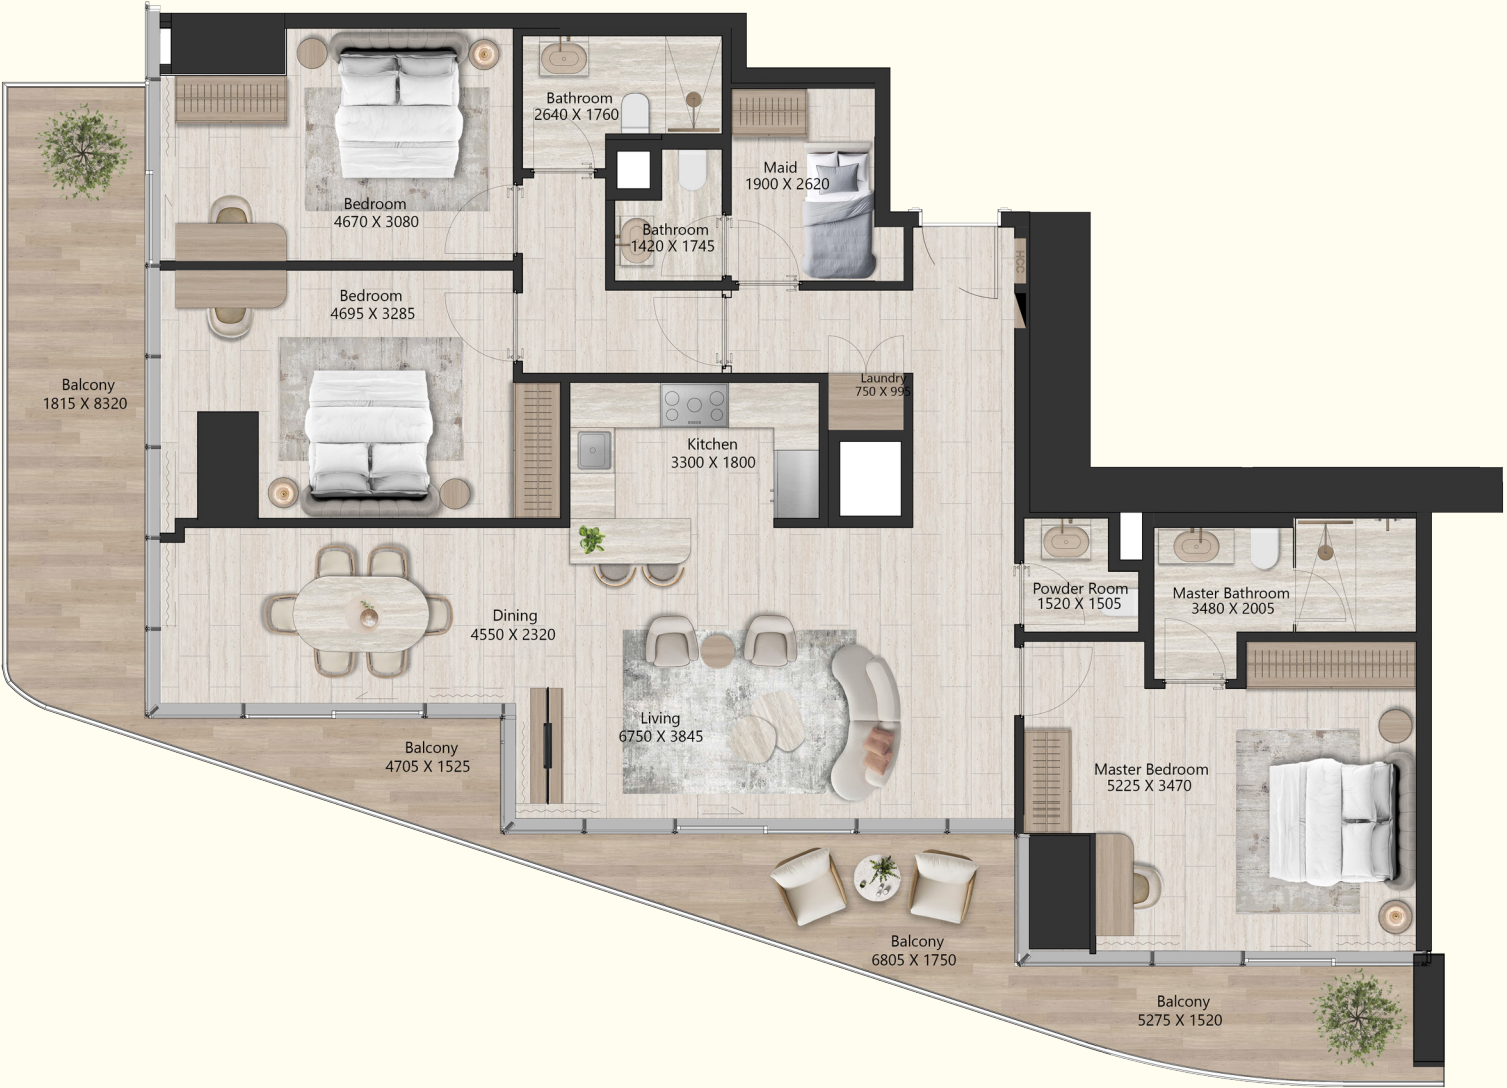 Bathroom
2640 X 1760
Maid
1900 X 2620
Bedroom
4670 X 3080
Bathroom
1420 X 1745
HCC
Bedroom
4695 X 3285
Balcony
1815 X 8320
Laundry
750 X 995
Kitchen
3300 X 1800
Powder Room
1520 X 1505
Master Bathroom
3480 X 2005
Dining
4550 X 2320
Living
6750 X 3845
Balcony
4705 X 1525
Master Bedroom
5225 X 3470
Balcony
6805 X 1750
Balcony
5275 X 1520